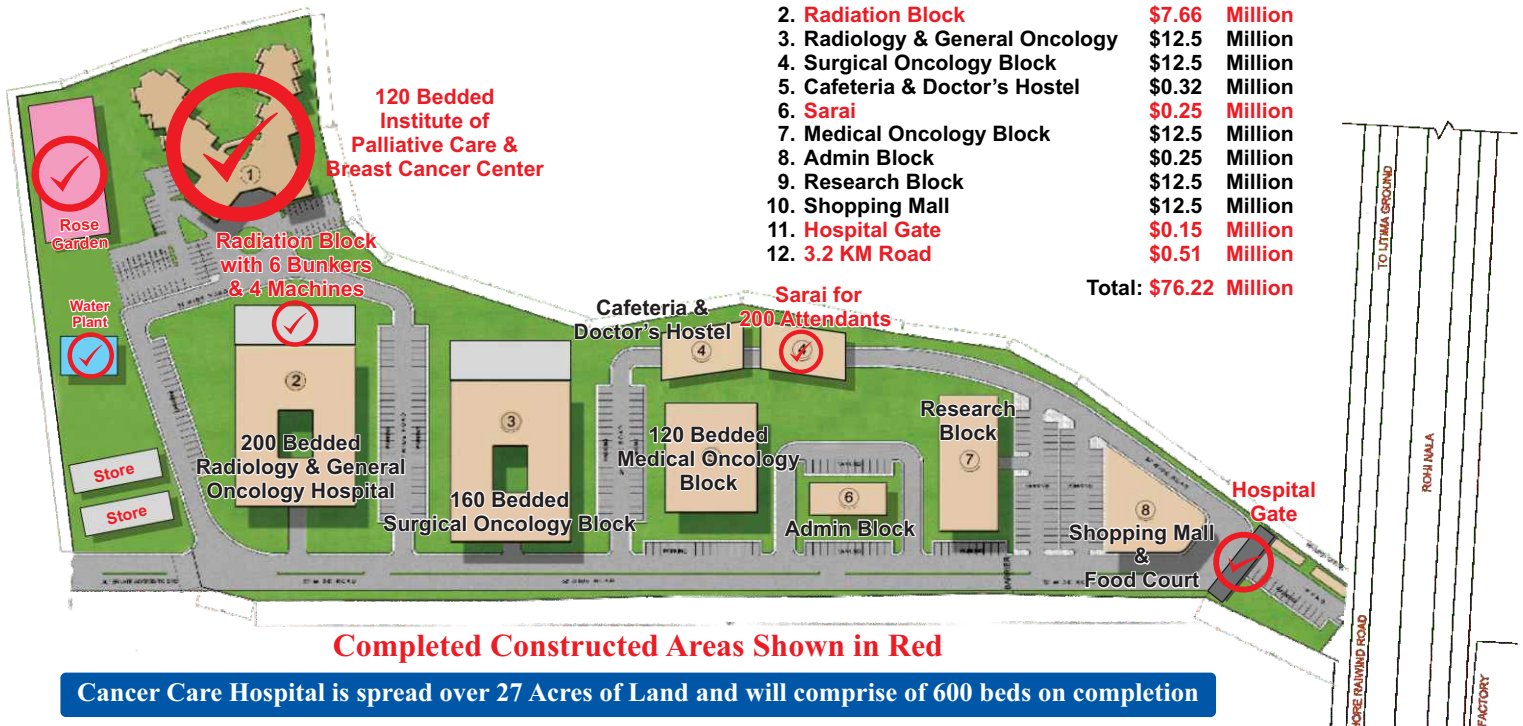 2. Radiation Block $7.66 Million
3. Radiology & General Oncology $12.5 Million
4. Surgical Oncology Block $12.5 Million
5. Cafeteria & Doctor's Hostel $0.32 Million
6. Sarai $0.25 Million
7. Medical Oncology Block $12.5 Million
8. Admin Block $0.25 Million
9. Research Block $12.5 Million
10. Shopping Mall $12.5 Million
11. Hospital Gate $0.15 Million
12. 3.2 KM Road $0.51 Million
Total: $76.22 Million
120 Bedded
Institute of
Palliative Care &
Breast Cancer Center
1
Rose
Garden
Radiation Block
with 6 Bunkers
& 4 Machines
Water
Plant
Store
Store
2
200 Bedded
Radiology & General
Oncology Hospital
3
160 Bedded
Surgical Oncology Block
Cafeteria &
Doctor's Hostel
4
Sarai for
200 Attendants
4
120 Bedded
Medical Oncology
Block
6
Admin Block
Research
Block
7
8
Shopping Mall
&
Food Court
Hospital
Gate
ROHI NALA
FACTORY
Completed Constructed Areas Shown in Red
Cancer Care Hospital is spread over 27 Acres of Land and will comprise of 600 beds on completion